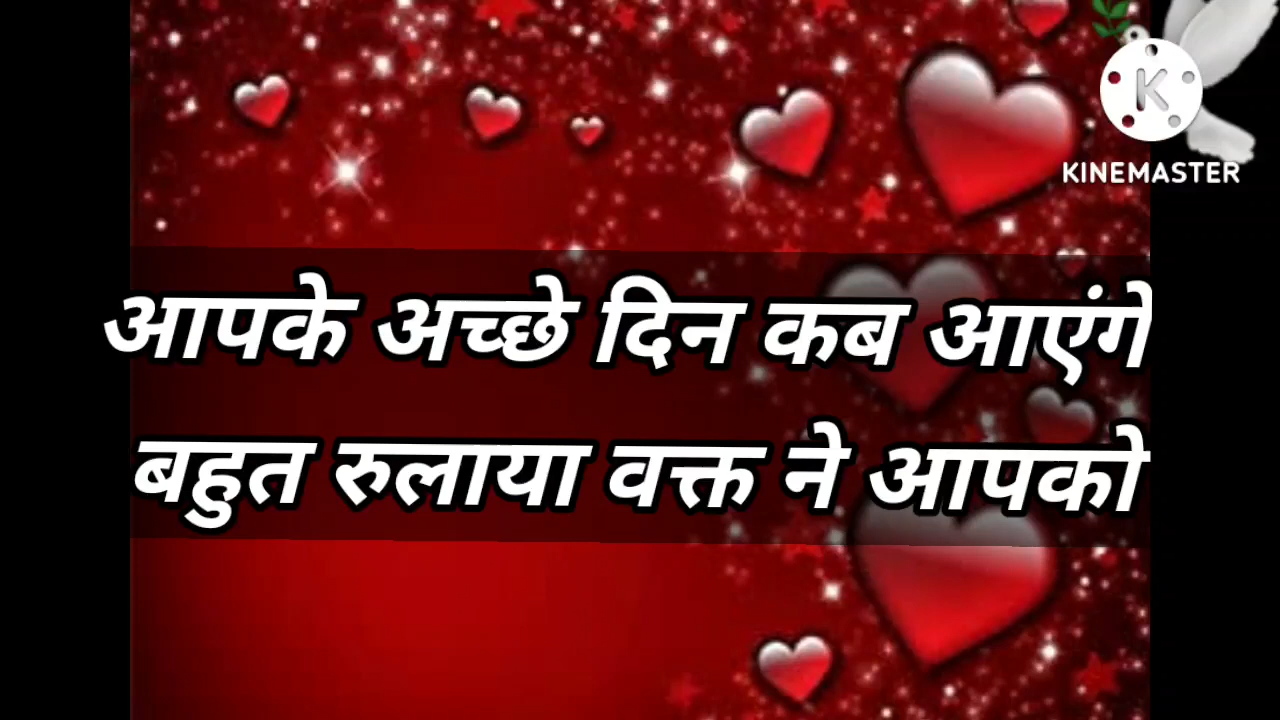 K
KINEMASTER
आपके अच्छे दिन कब आएंगे
बहुत रुलाया वक्त ने आपको